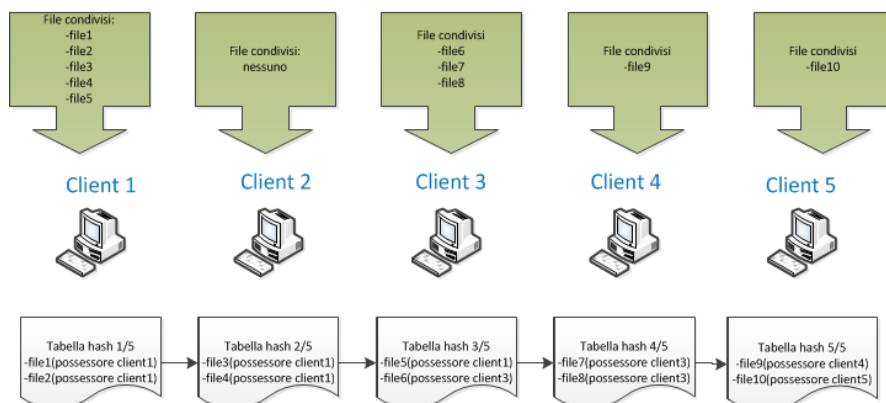 File condivisi:
-file1
-file2
-file3
-file4
-file5
File condivisi:
nessuno
File condivisi
-file6
-file7
-file8
File condivisi
-file9
File condivisi
-file10
Client 1
Client 2
Client 3
Client 4
Client 5
Tabella hash 1/5
-file1(possessore client1)
-file2(possessore client1)
Tabella hash 2/5
-file3(possessore client1)
-file4(possessore client1)
Tabella hash 3/5
-file5(possessore client1)
-file6(possessore client3)
Tabella hash 4/5
-file7(possessore client3)
-file8(possessore client3)
Tabella hash 5/5
-file9(possessore client4)
-file10(possessore client5)